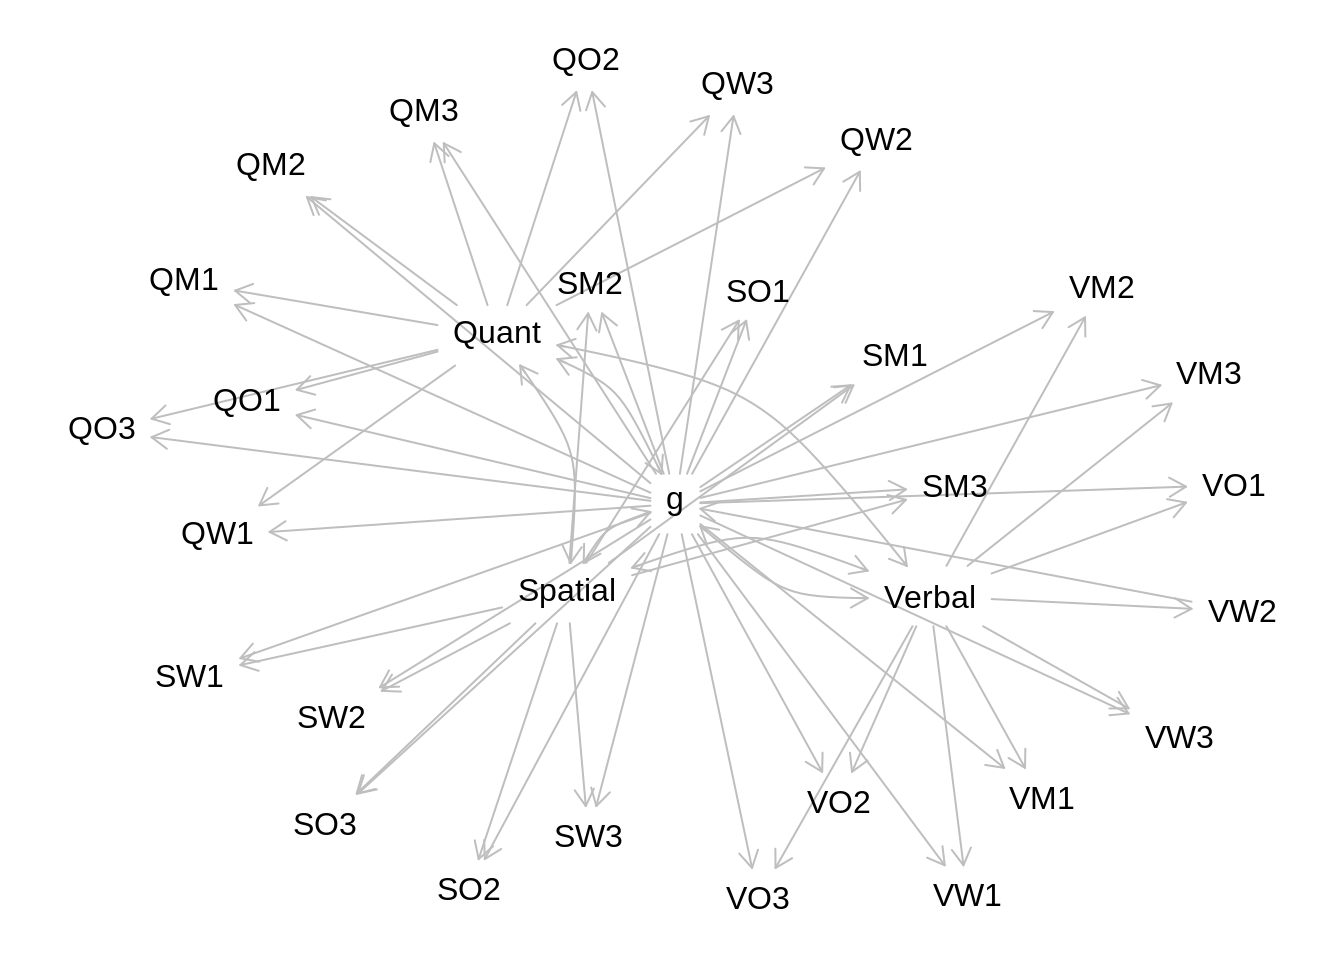 QO2
QW3
QM3
QW2
QM2
QM1
SM2
SO1
VM2
Quant
SM1
VM3
QO1
QO3
SM3
VO1
g
QW1
Spatial
Verbal
VW2
SW1
SW2
VW3
VM1
VO2
SO3
SW3
SO2
VO3
VW1